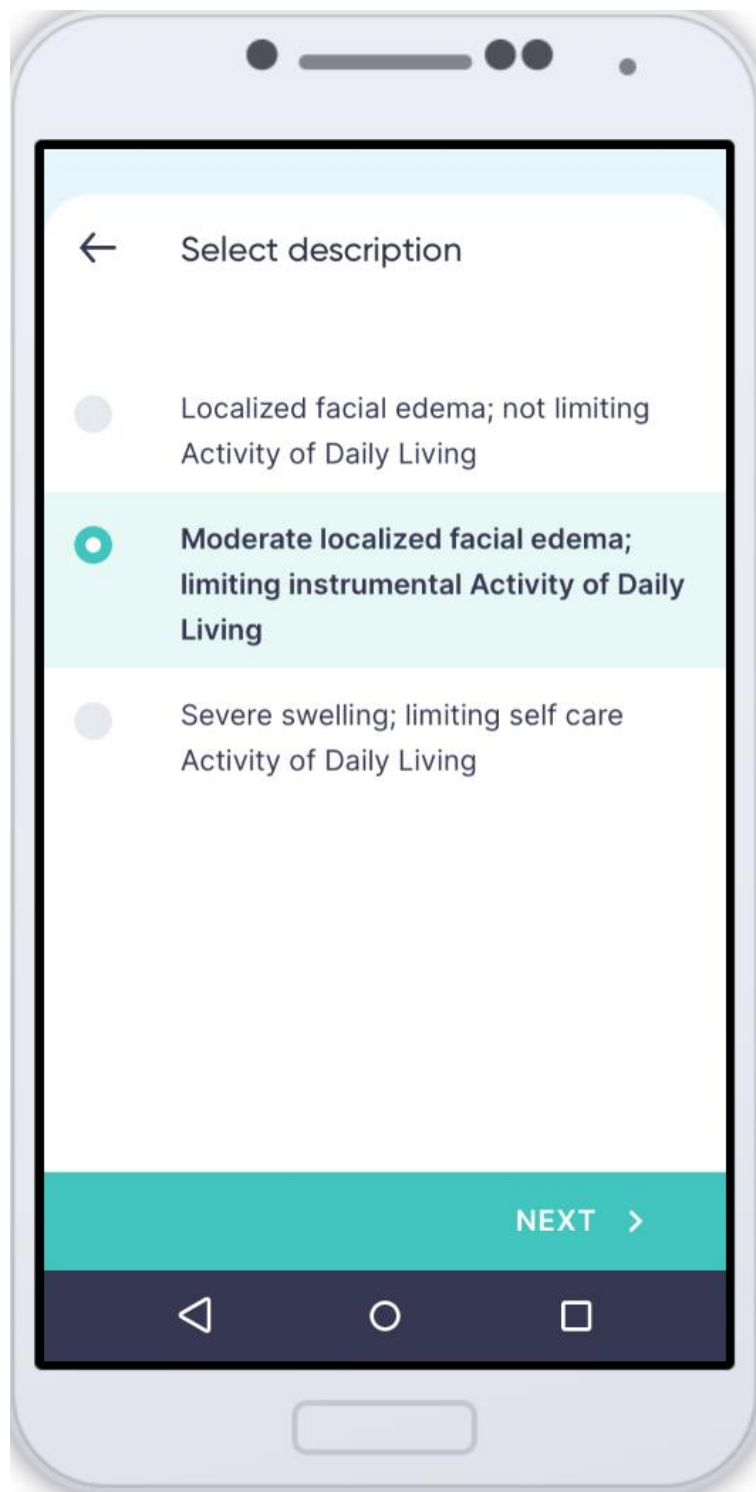 Select description
Localized facial edema; not limiting
Activity of Daily Living
Moderate localized facial edema;
limiting instrumental Activity of Daily
Living
Severe swelling; limiting self care
Activity of Daily Living
NEXT